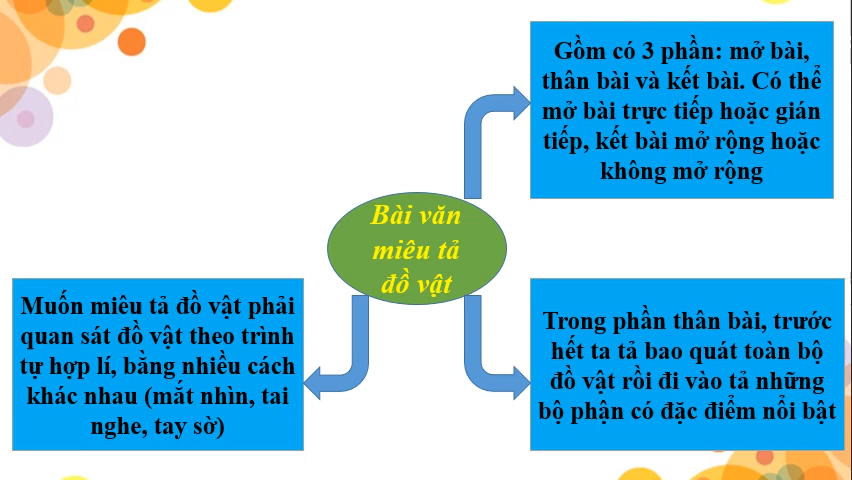 Gồm có 3 phần: mở bài,
thân bài và kết bài. Có thể
mở bài trực tiếp hoặc gián
tiếp, kết bài mở rộng hoặc
không mở rộng
Bài văn
miêu tả
đồ vật
Muốn miêu tả đồ vật phải
quan sát đồ vật theo trình
tự hợp lí, bằng nhiều cách
khác nhau (mắt nhìn, tai
nghe, tay sờ)
Trong phần thân bài, trước
hết ta tả bao quát toàn bộ
đồ vật rồi đi vào tả những
bộ phận có đặc điểm nổi bật